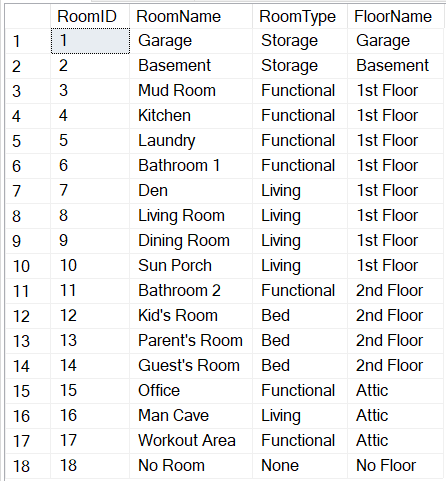 RoomID RoomName RoomType FloorName
1 1 Garage Storage Garage
2 2 Basement Storage Basement
3 3 Mud Room Functional 1st Floor
4 4 Kitchen Functional 1st Floor
5 5 Laundry Functional 1st Floor
6 6 Bathroom 1 Functional 1st Floor
7 7 Den Living 1st Floor
8 8 Living Room Living 1st Floor
9 9 Dining Room Living 1st Floor
10 10 Sun Porch Living 1st Floor
11 11 Bathroom 2 Functional 2nd Floor
12 12 Kid's Room Bed 2nd Floor
13 13 Parent's Room Bed 2nd Floor
14 14 Guest's Room Bed 2nd Floor
15 15 Office Functional Attic
16 16 Man Cave Living Attic
17 17 Workout Area Functional Attic
18 18 No Room None No Floor